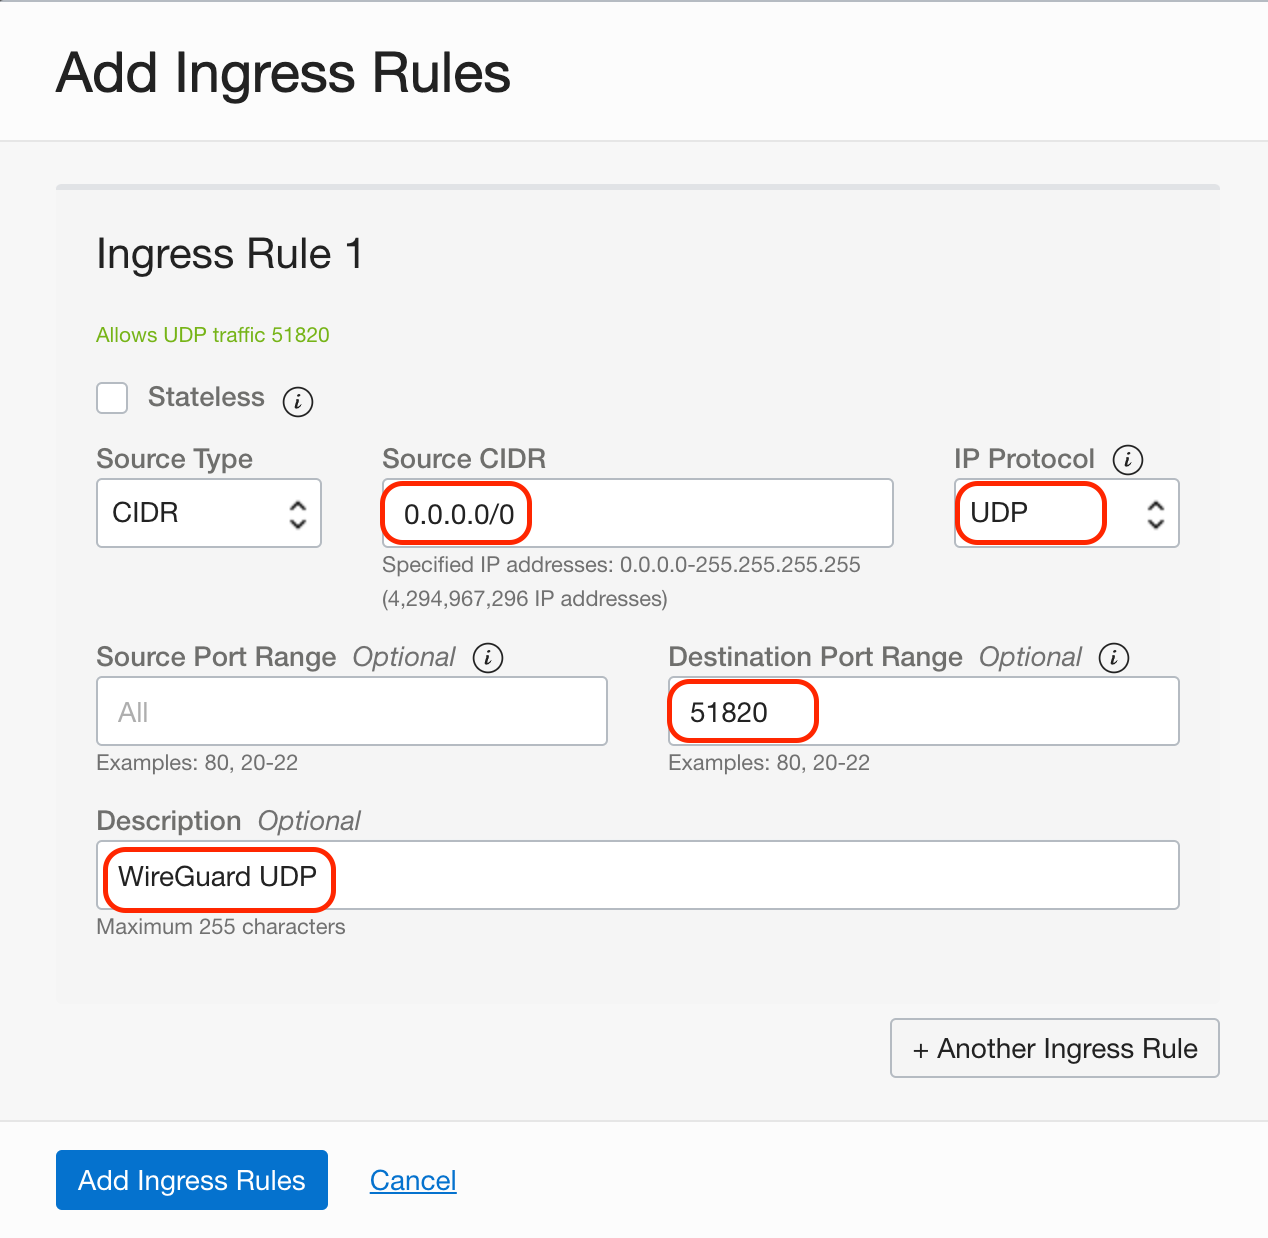 Add Ingress Rules
Ingress Rule 1
Allows UDP traffic 51820
Stateless
Source Type
Source CIDR
IP Protocol
CIDR
0.0.0.0/0
UDP
Specified IP addresses: 0.0.0.0-255.255.255.255
(4,294,967,296 IP addresses)
Source Port Range Optional
Destination Port Range Optional
All
51820
Examples: 80, 20-22
Examples: 80, 20-22
Description Optional
WireGuard UDP
Maximum 255 characters
+ Another Ingress Rule
Add Ingress Rules
Cancel